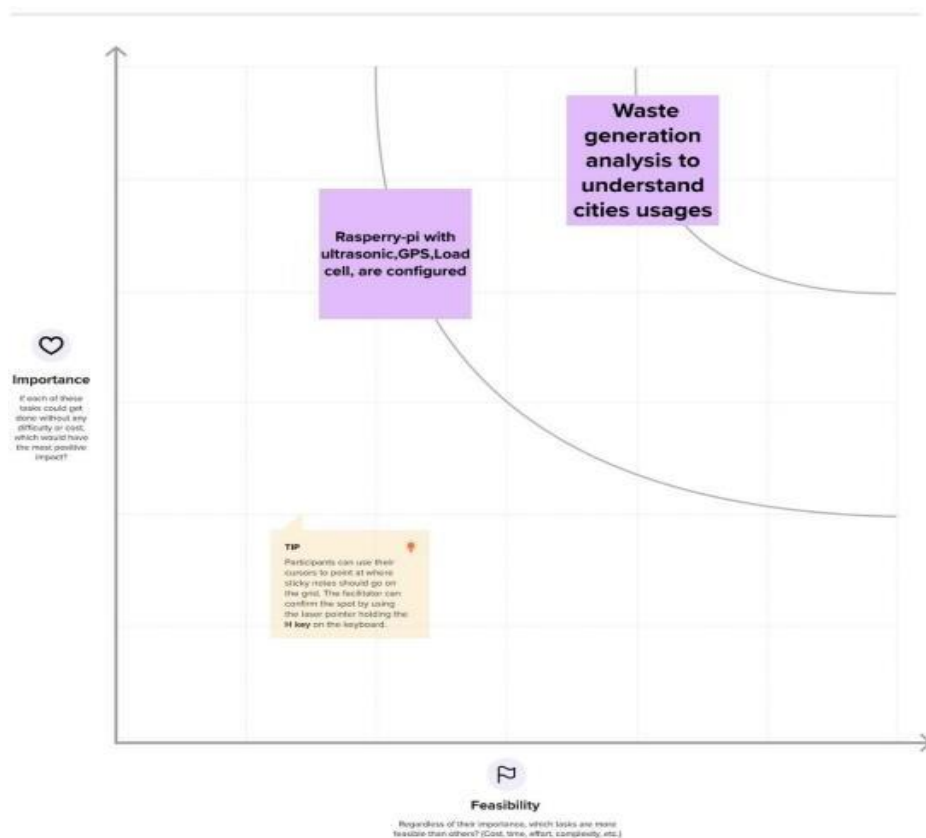 Waste
generation
analysis to
understand
cities usages
Rasperry-pi with
ultrasonic,GPS,Load
cell, are configured
Importance
If each of these
tasks could get
done without any
difficulty or cost,
which would have
the most positive
impact?
TIP
Participants can use their
cursors to point at where
sticky notes should go on
the grid. The facilitator can
confirm the spot by using
the laser pointer holding the
H key on the keyboard.
Feasibility
Regardless of their importance, which tasks are more
feasible than others? (Cost, time, effort, complexity, etc.)